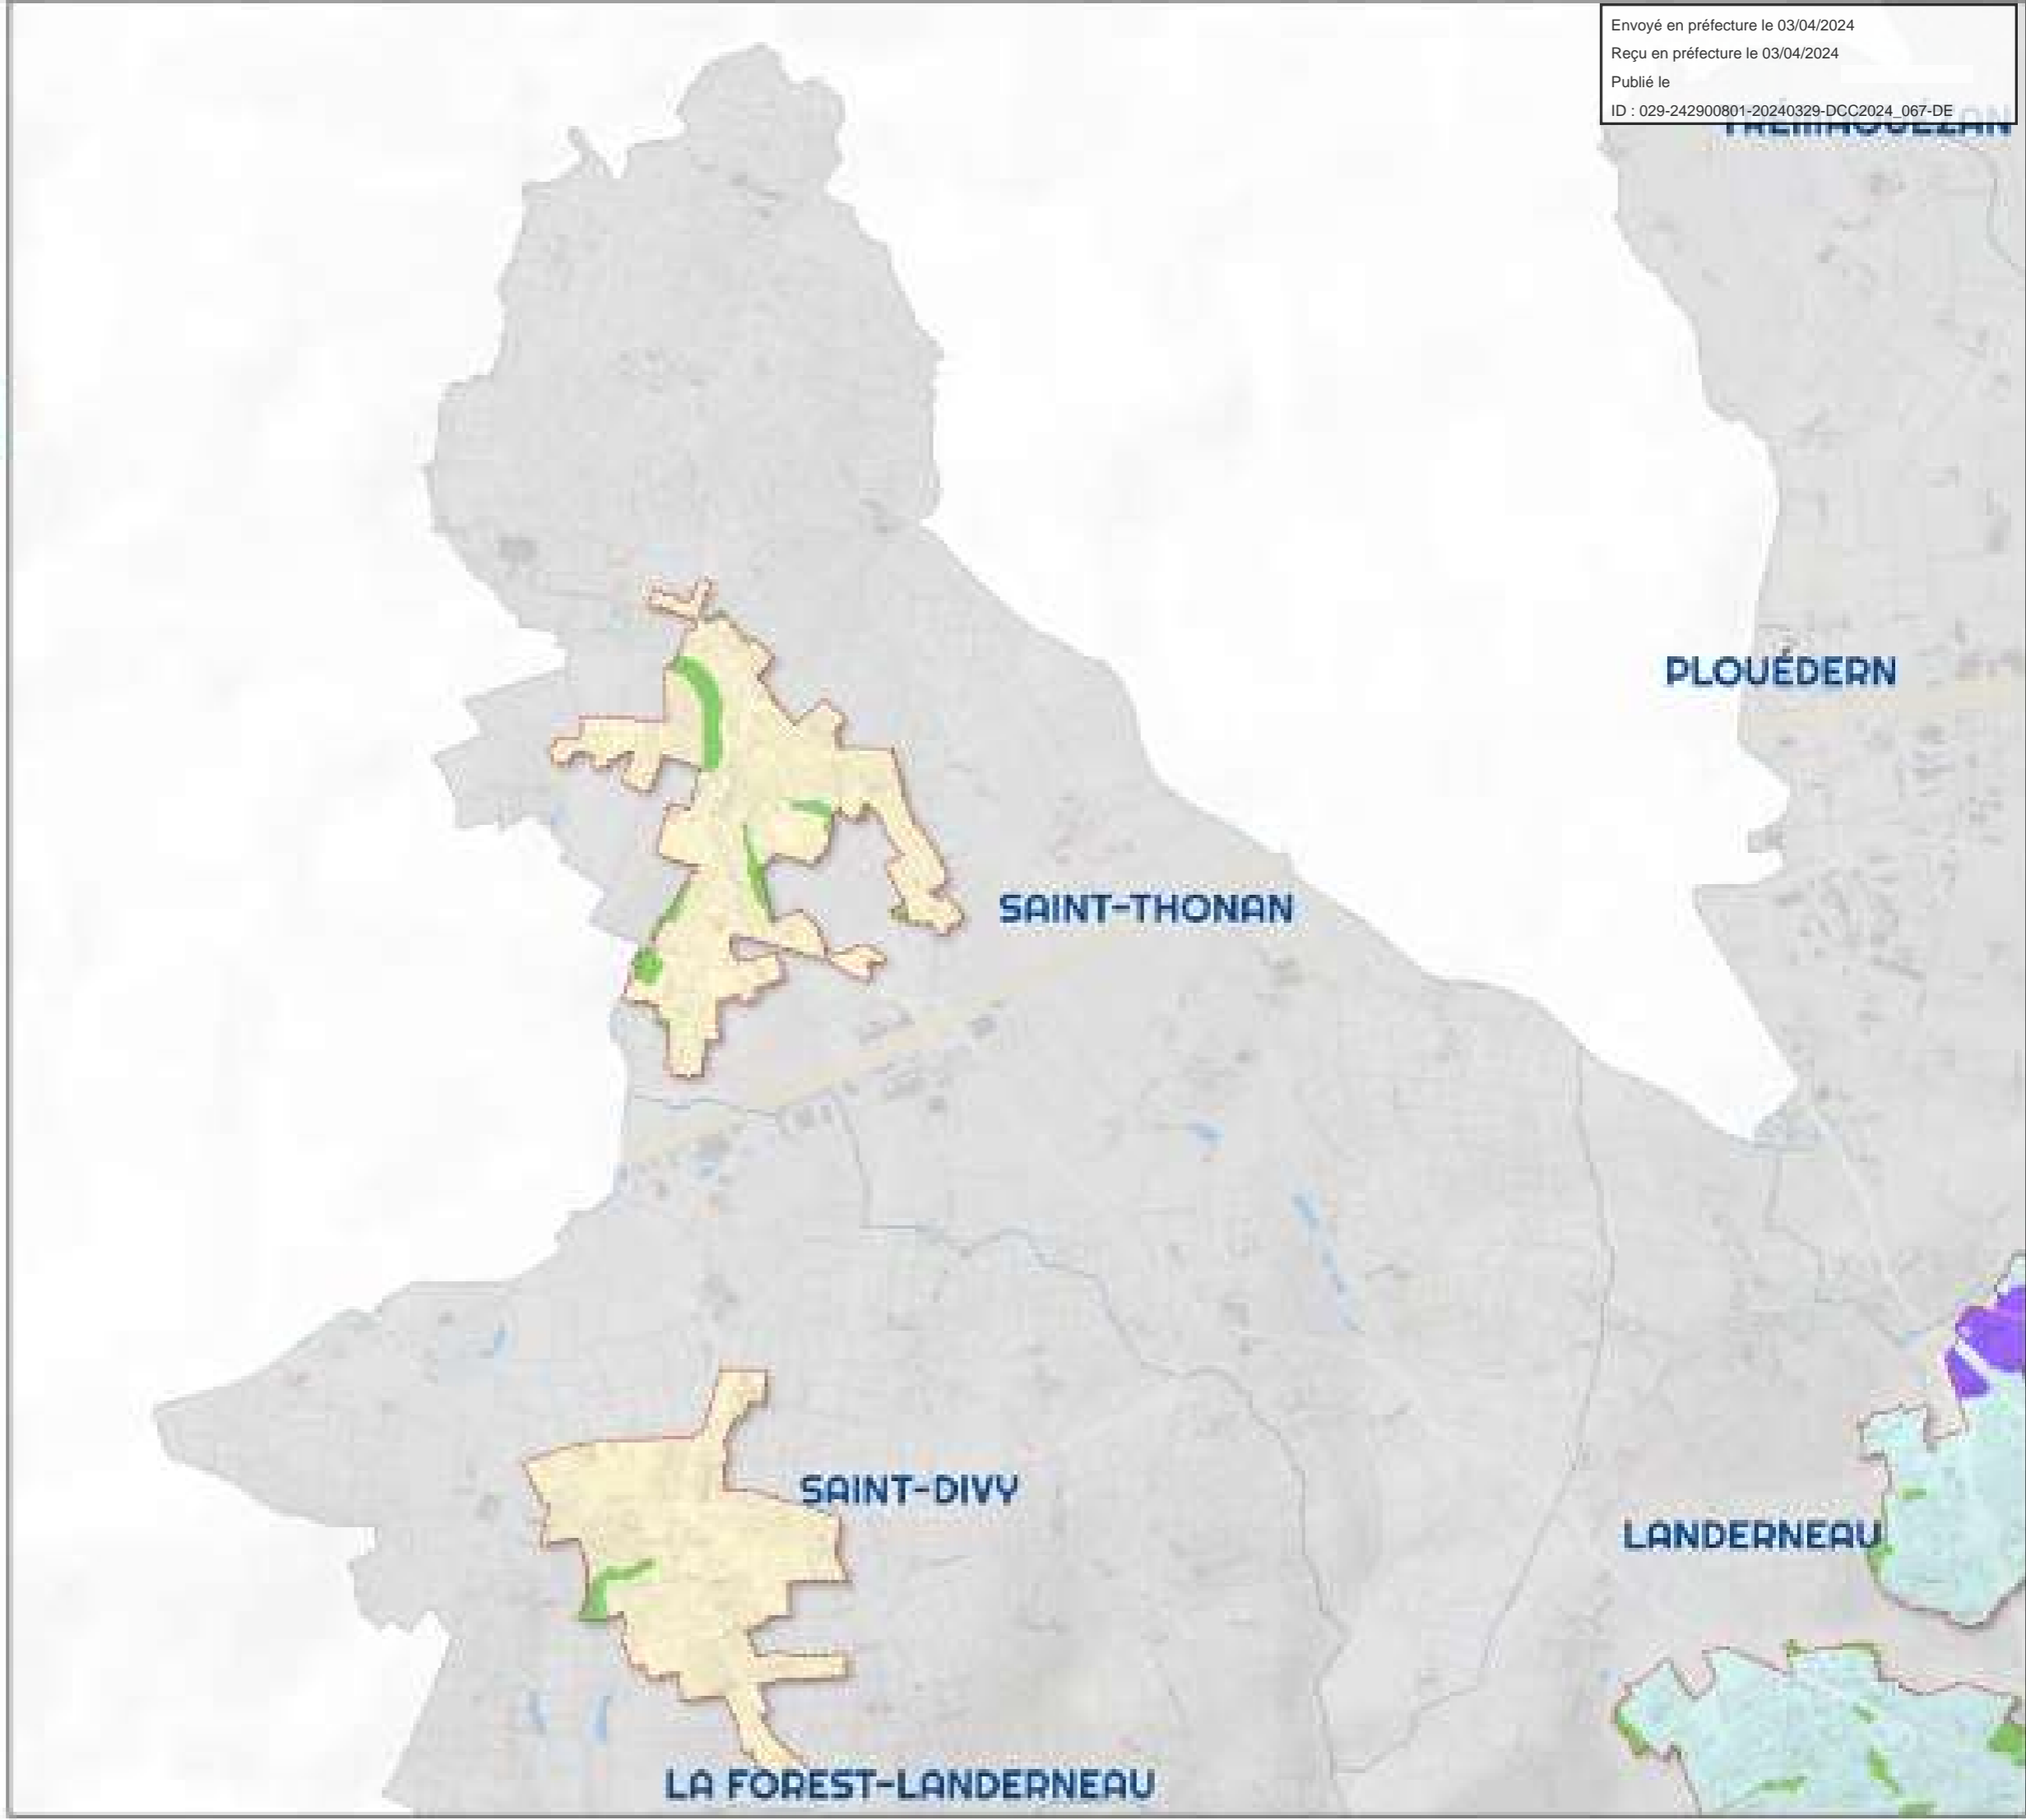 Envoyé en préfecture le 03/04/2024
Reçu en préfecture le 03/04/2024
Publié le
ID : 029-242900801-20240329-DCC2024_067-DE
TRÉMAOUÉZAN
PLOUÉDERN
SAINT-THONAN
SAINT-DIVY
LANDERNEAU
LA FOREST-LANDERNEAU